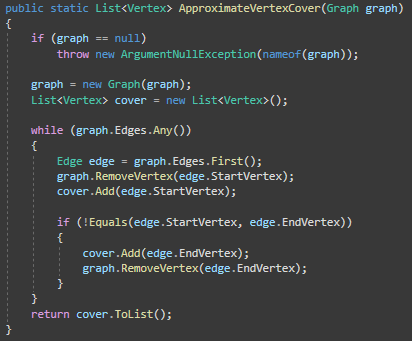 public static List<Vertex> ApproximateVertexCover(Graph graph)
{
    if (graph == null)
        throw new ArgumentNullException(nameof(graph));

    graph = new Graph(graph);
    List<Vertex> cover = new List<Vertex>();

    while (graph.Edges.Any())
    {
        Edge edge = graph.Edges.First();
        graph.RemoveVertex(edge.StartVertex);
        cover.Add(edge.StartVertex);

        if (!Equals(edge.StartVertex, edge.EndVertex))
        {
            cover.Add(edge.EndVertex);
            graph.RemoveVertex(edge.EndVertex);
        }
    }
    return cover.ToList();
}